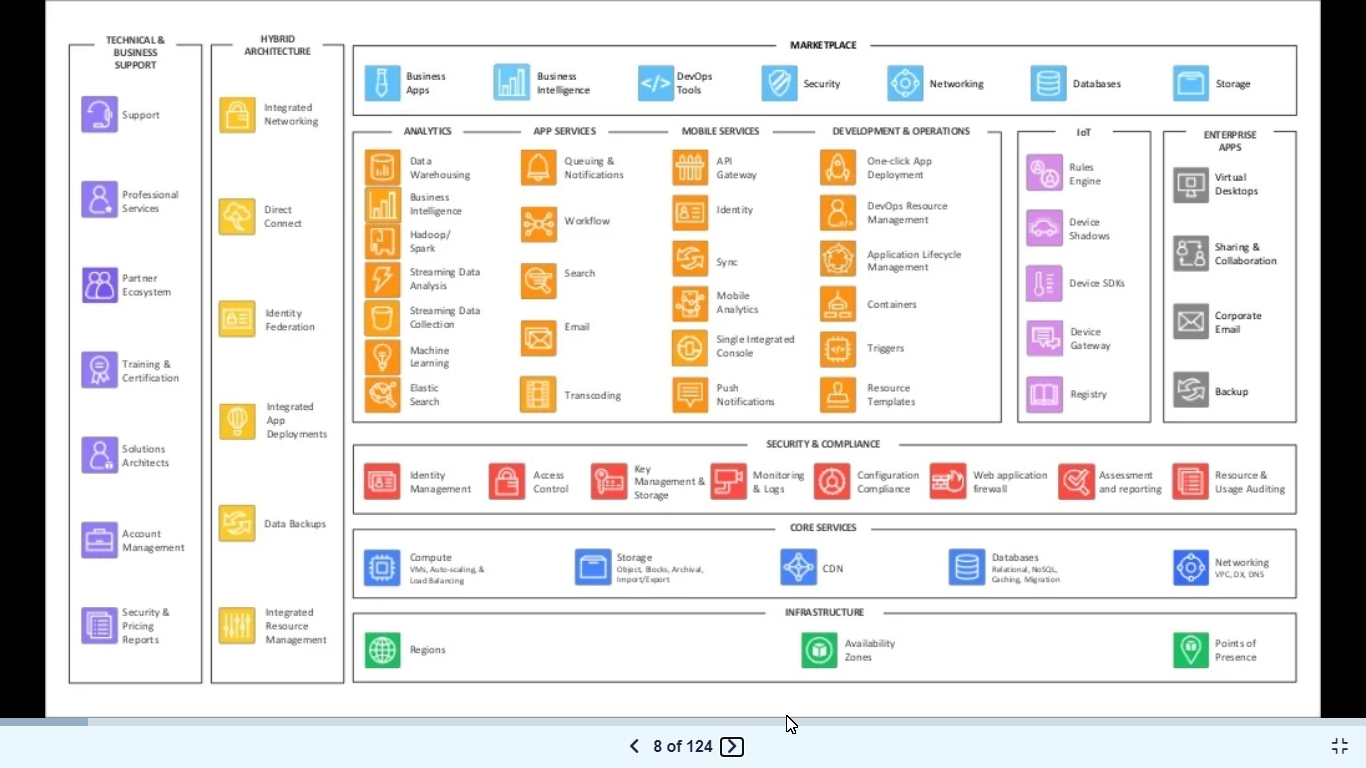 TECHNICAL &
BUSINESS
SUPPORT
Support
Professional
Services
Partner
Ecosystem
Training &
Certification
Solutions
Architects
Account
Management
Security &
Pricing
Reports
HYBRID
ARCHITECTURE
Integrated
Networking
Direct
Connect
Identity
Federation
Integrated
App
Deployments
Data Backups
Integrated
Resource
Management
MARKETPLACE
Business
Apps
Business
Intelligence
DevOps
Tools
Security
Networking
Databases
Storage
ANALYTICS
Data
Warehousing
Business
Intelligence
Hadoop/
Spark
Streaming Data
Analysis
Streaming Data
Collection
Machine
Learning
Elastic
Search
APP SERVICES
Queuing &
Notifications
Workflow
Search
Email
Transcoding
MOBILE SERVICES
API
Gateway
Identity
Sync
Mobile
Analytics
Single Integrated
Console
Push
Notifications
DEVELOPMENT & OPERATIONS
One-click App
Deployment
DevOps Resource
Management
Application Lifecycle
Management
Containers
Triggers
Resource
Templates
IoT
Rules
Engine
Device
Shadows
Device SDKs
Device
Gateway
Registry
ENTERPRISE
APPS
Virtual
Desktops
Sharing &
Collaboration
Corporate
Email
Backup
SECURITY & COMPLIANCE
Identity
Management
Access
Control
Key
Management &
Storage
Monitoring
& Logs
Configuration
Compliance
Web application
firewall
Assessment
and reporting
Resource &
Usage Auditing
CORE SERVICES
Compute
VMs, Auto-scaling, &
Load Balancing
Storage
Object, Blocks, Archival,
Import/Export
CDN
Databases
Relational, NoSQL,
Caching, Migration
Networking
VPC, DX, DNS
INFRASTRUCTURE
Regions
Availability
Zones
Points of
Presence
8 of 124